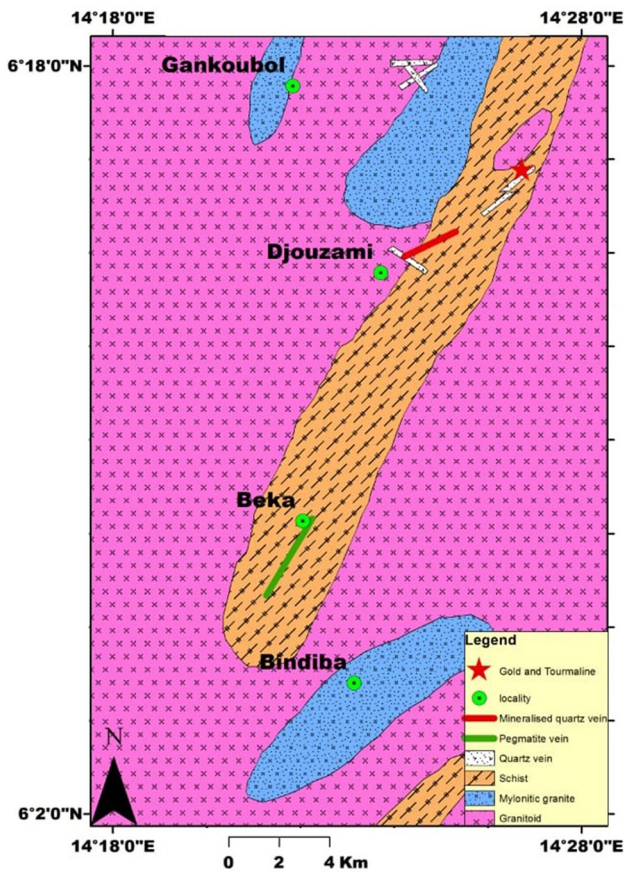 14°18'0"E 14°28'0"E
6°18'0"N
Gankoubol
Djouzami
Beka
Bindiba
Legend
Gold and Tourmaline
locality
Mineralised quartz vein
Pegmatite vein
Quartz vein
Schist
Mylonitic granite
Granitoid
N
6°2'0"N
14°18'0"E 14°28'0"E
0 2 4 Km